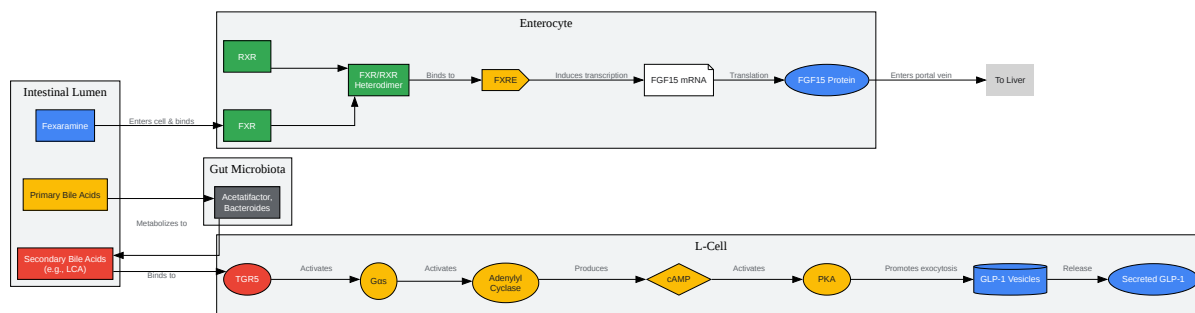 Enterocyte
RXR
FXR/RXR
Heterodimer
Binds to
FXRE
Induces transcription
FGF15 mRNA
Translation
FGF15 Protein
Enters portal vein
To Liver
Intestinal Lumen
Fexaramine
Enters cell & binds
FXR
Primary Bile Acids
Metabolizes to
Gut Microbiota
Acetatifactor,
Bacteroides
Secondary Bile Acids
(e.g., LCA)
Binds to
L-Cell
TGR5
Activates
Gαs
Activates
Adenylyl
Cyclase
Produces
cAMP
Activates
PKA
Promotes exocytosis
GLP-1 Vesicles
Release
Secreted GLP-1